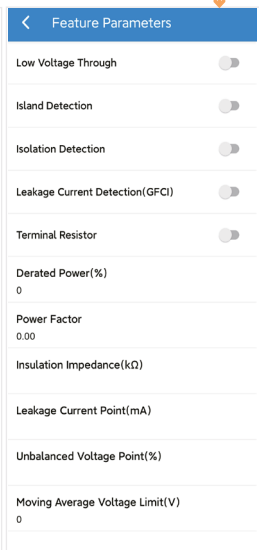 Feature Parameters
Low Voltage Through
Island Detection
Isolation Detection
Leakage Current Detection(GFCI)
Terminal Resistor
Derated Power(%)
0
Power Factor
0.00
Insulation Impedance(kΩ)
Leakage Current Point(mA)
Unbalanced Voltage Point(%)
Moving Average Voltage Limit(V)
0